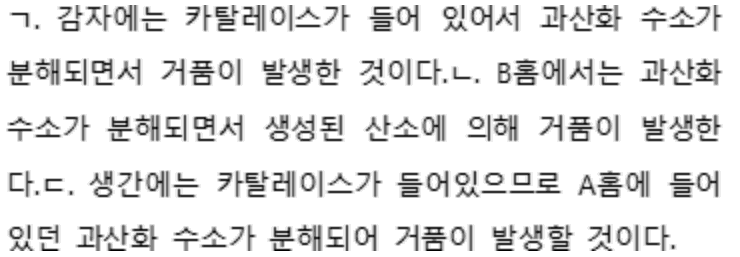 ㄱ. 감자에는 카탈레이스가 들어 있어서 과산화 수소가
분해되면서 거품이 발생한 것이다.ㄴ. B홈에서는 과산화
수소가 분해되면서 생성된 산소에 의해 거품이 발생한
다.ㄷ. 생간에는 카탈레이스가 들어있으므로 A홈에 들어
있던 과산화 수소가 분해되어 거품이 발생할 것이다.